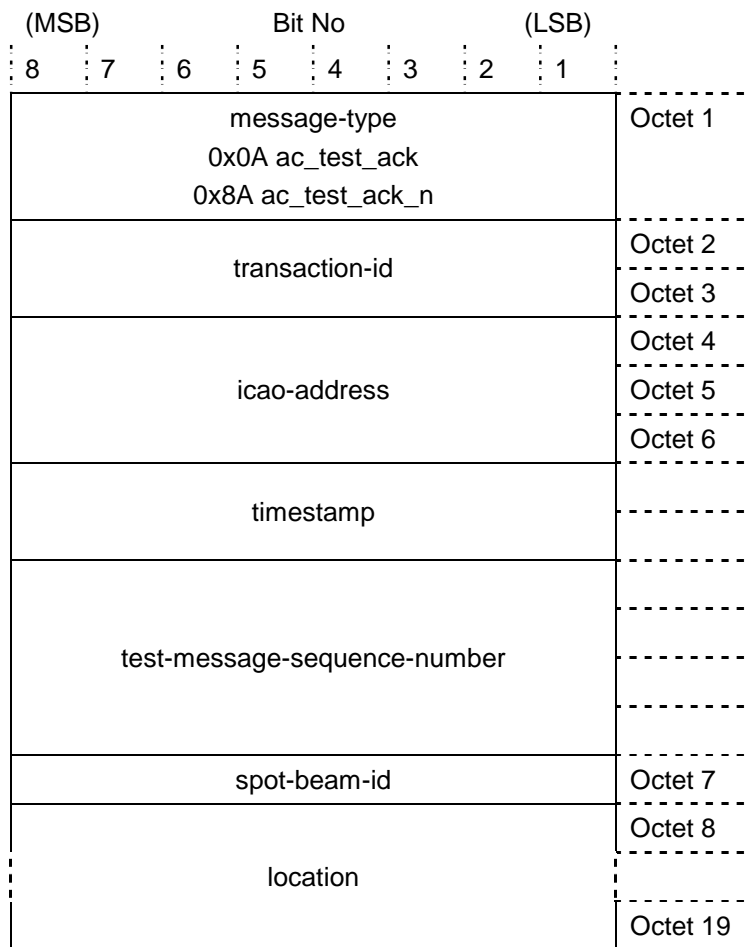 (MSB) Bit No (LSB)
8 7 6 5 4 3 2 1
message-type Octet 1
0x0A ac_test_ack
0x8A ac_test_ack_n
Octet 2
transaction-id
Octet 3
Octet 4
icao-address Octet 5
Octet 6
timestamp
test-message-sequence-number
spot-beam-id Octet 7
Octet 8
location
Octet 19